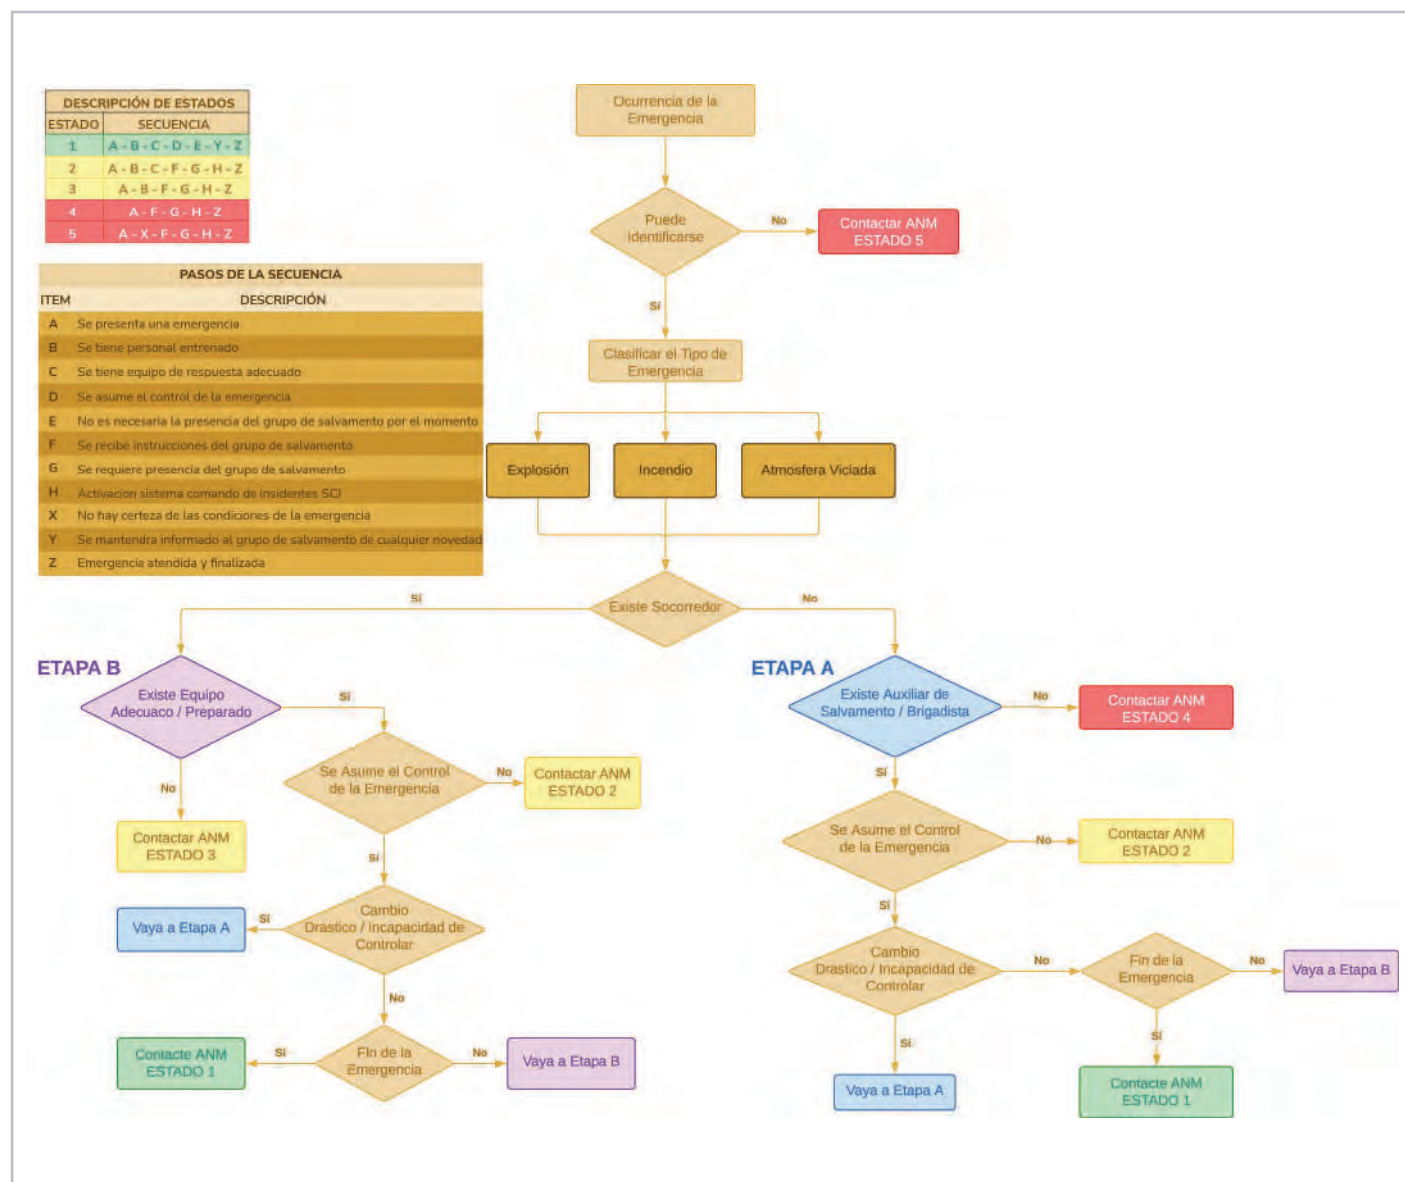 DESCRIPCIÓN DE ESTADOS
ESTADO SECUENCIA
1 A - B - C - D - E - Y - Z
2 A - B - C - F - G - H - Z
3 A - B - F - G - H - Z
4 A - F - G - H - Z
5 A - X - F - G - H - Z
PASOS DE LA SECUENCIA
ITEM DESCRIPCIÓN
A Se presenta una emergencia
B Se tiene personal entrenado
C Se tiene equipo de respuesta adecuado
D Se asume el control de la emergencia
E No es necesaria la presencia del grupo de salvamento por el momento
F Se recibe instrucciones del grupo de salvamento
G Se requiere presencia del grupo de salvamento
H Activacion sistema comando de insidentes SCI
X No hay certeza de las condiciones de la emergencia
Y Se mantendra informado al grupo de salvamento de cualquier novedad
Z Emergencia atendida y finalizada
Ocurrencia de la
Emergencia
Puede
Identificarse
No
Contactar ANM
ESTADO 5
Sí
Clasificar el Tipo de
Emergencia
Explosión
Incendio
Atmosfera Viciada
Existe Socorredor
Sí
No
ETAPA B
Existe Equipo
Adecuaco / Preparado
Sí
No
Contactar ANM
ESTADO 3
Se Asume el Control
de la Emergencia
No
Contactar ANM
ESTADO 2
Sí
Cambio
Drastico / Incapacidad de
Controlar
Sí
Vaya a Etapa A
No
Fin de la
Emergencia
Sí
Contacte ANM
ESTADO 1
No
Vaya a Etapa B
ETAPA A
Existe Auxiliar de
Salvamento / Brigadista
No
Contactar ANM
ESTADO 4
Sí
Se Asume el Control
de la Emergencia
No
Contactar ANM
ESTADO 2
Sí
Cambio
Drastico / Incapacidad de
Controlar
No
Fin de la
Emergencia
No
Vaya a Etapa B
Sí
Vaya a Etapa A
Sí
Contacte ANM
ESTADO 1